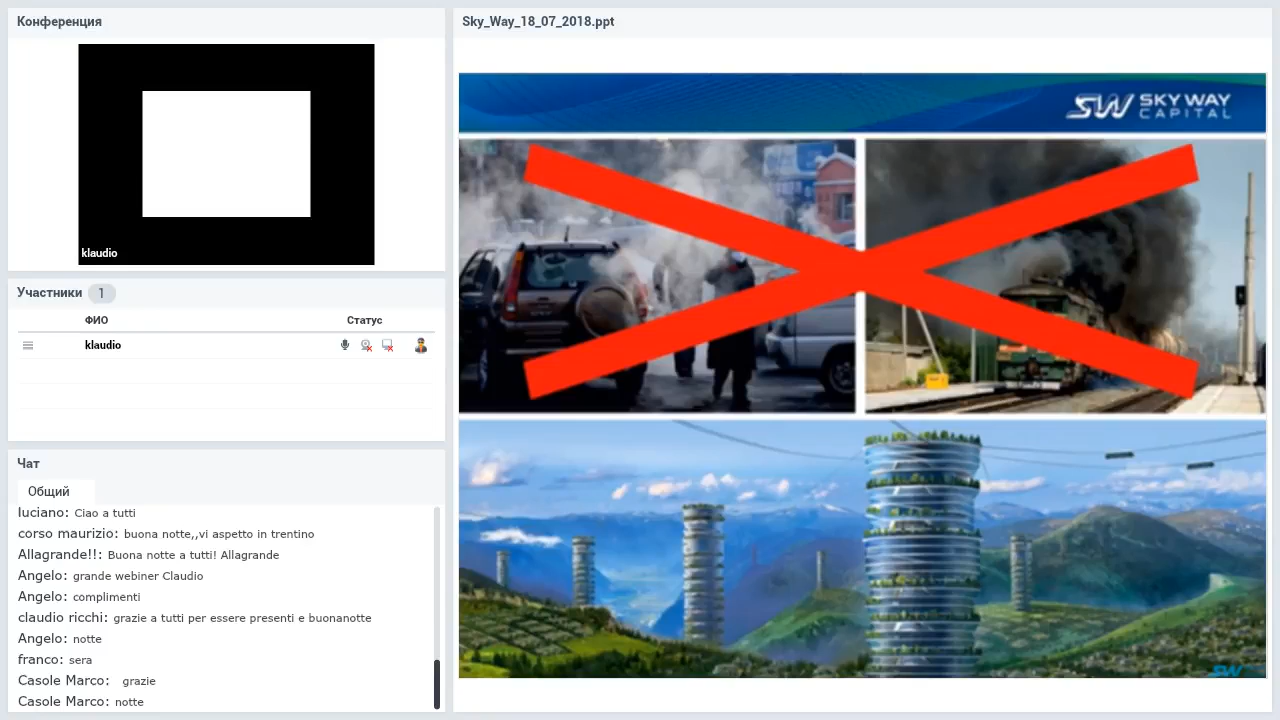 Конференция
klaudio
Участники 1
ФИО Статус
klaudio
Чат
Общий
luciano: Ciao a tutti
corso maurizio: buona notte,,vi aspetto in trentino
Allagrande!!: Buona notte a tutti! Allagrande
Angelo: grande webiner Claudio
Angelo: complimenti
claudio ricchi: grazie a tutti per essere presenti e buonanotte
Angelo: notte
franco: sera
Casole Marco: grazie
Casole Marco: notte
Sky_Way_18_07_2018.ppt
SW SKY WAY
CAPITAL
SW